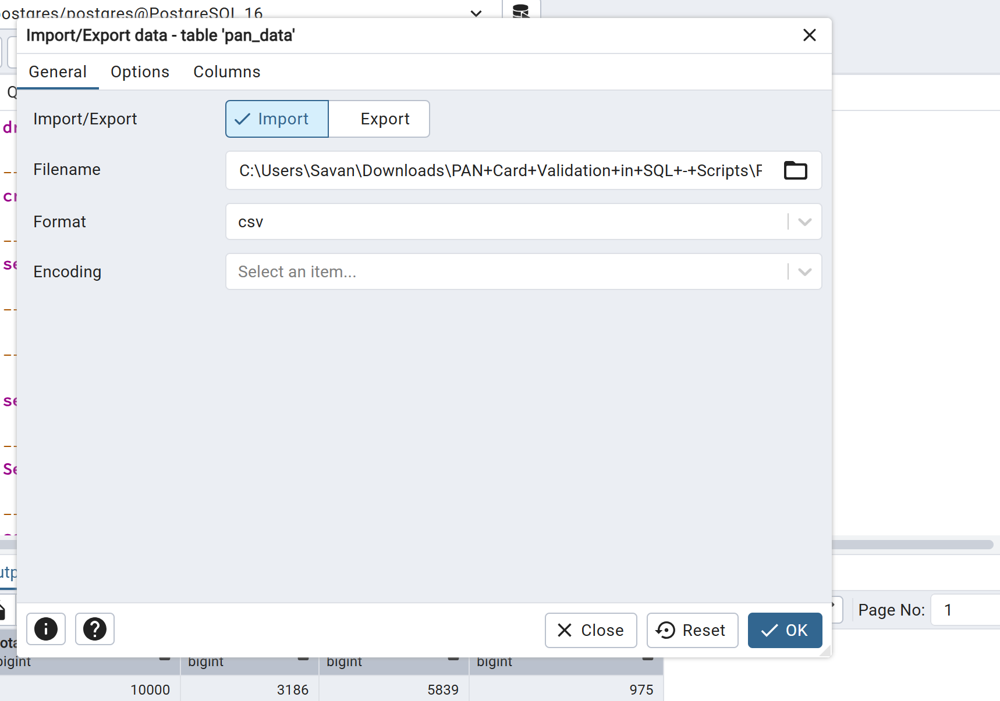 postgres/postgres@PostgreSQL 16
Import/Export data - table 'pan_data'
General Options Columns
Import/Export Import Export
Filename C:\Users\Savan\Downloads\PAN+Card+Validation+in+SQL+-+Scripts\
Format csv
Encoding Select an item...
Page No: 1
Close Reset OK
bigint bigint bigint bigint
10000 3186 5839 975